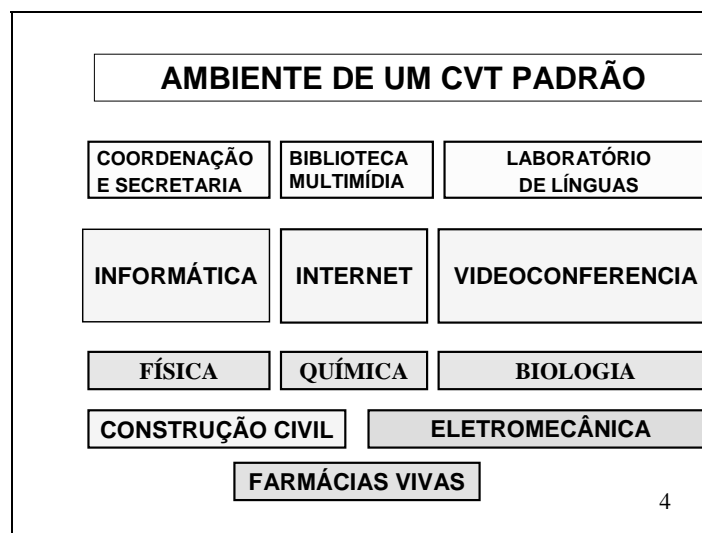 AMBIENTE DE UM CVT PADRÃO
COORDENAÇÃO
E SECRETARIA
BIBLIOTECA
MULTIMÍDIA
LABORATÓRIO
DE LÍNGUAS
INFORMÁTICA
INTERNET
VIDEOCONFERENCIA
FÍSICA
QUÍMICA
BIOLOGIA
CONSTRUÇÃO CIVIL
ELETROMECÂNICA
FARMÁCIAS VIVAS
4